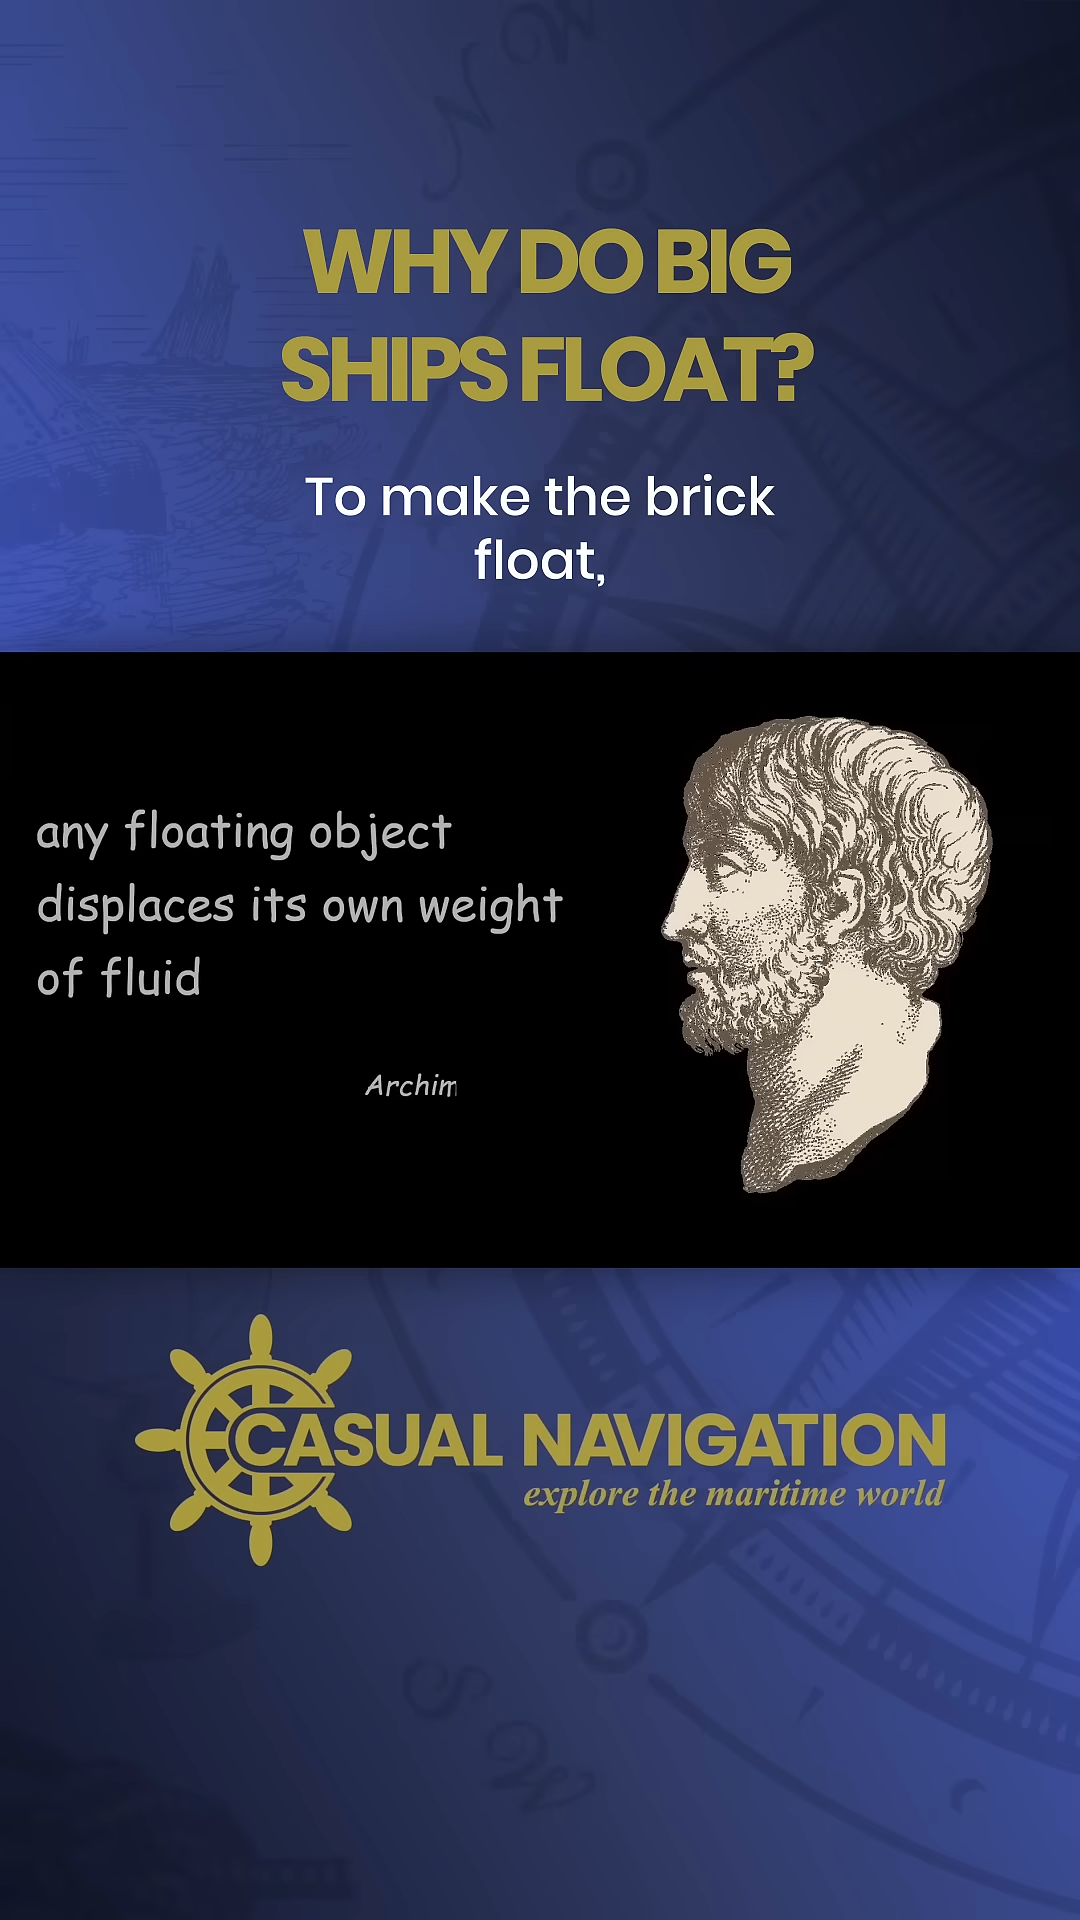 N W
WHY DO BIG
SHIPS FLOAT?
To make the brick
float,
any floating object
displaces its own weight
of fluid
Archim
CASUAL NAVIGATION
explore the maritime world
S W